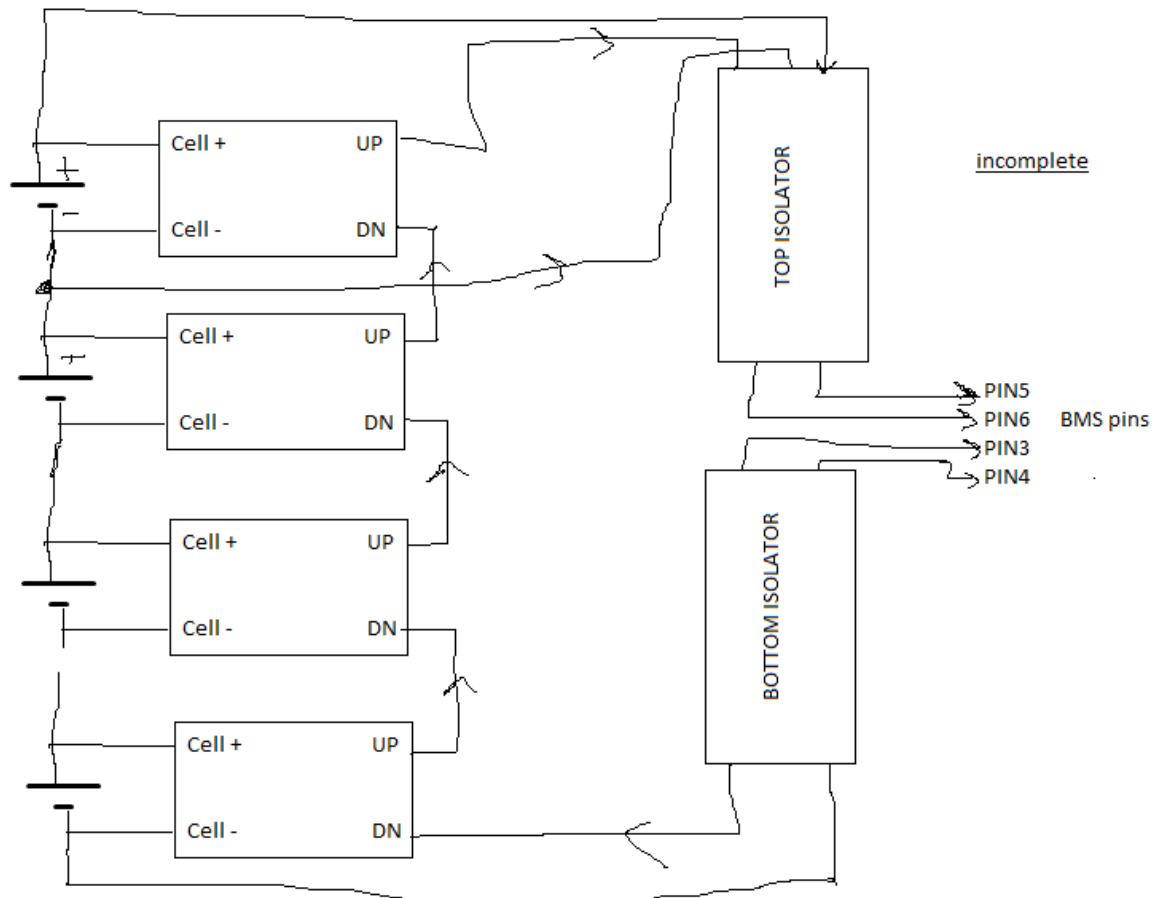 Cell + UP
Cell - DN
TOP ISOLATOR
incomplete
+
-
Cell + UP
Cell - DN
+
PIN5
PIN6 BMS pins
PIN3
PIN4
Cell + UP
Cell - DN
BOTTOM ISOLATOR
Cell + UP
Cell - DN